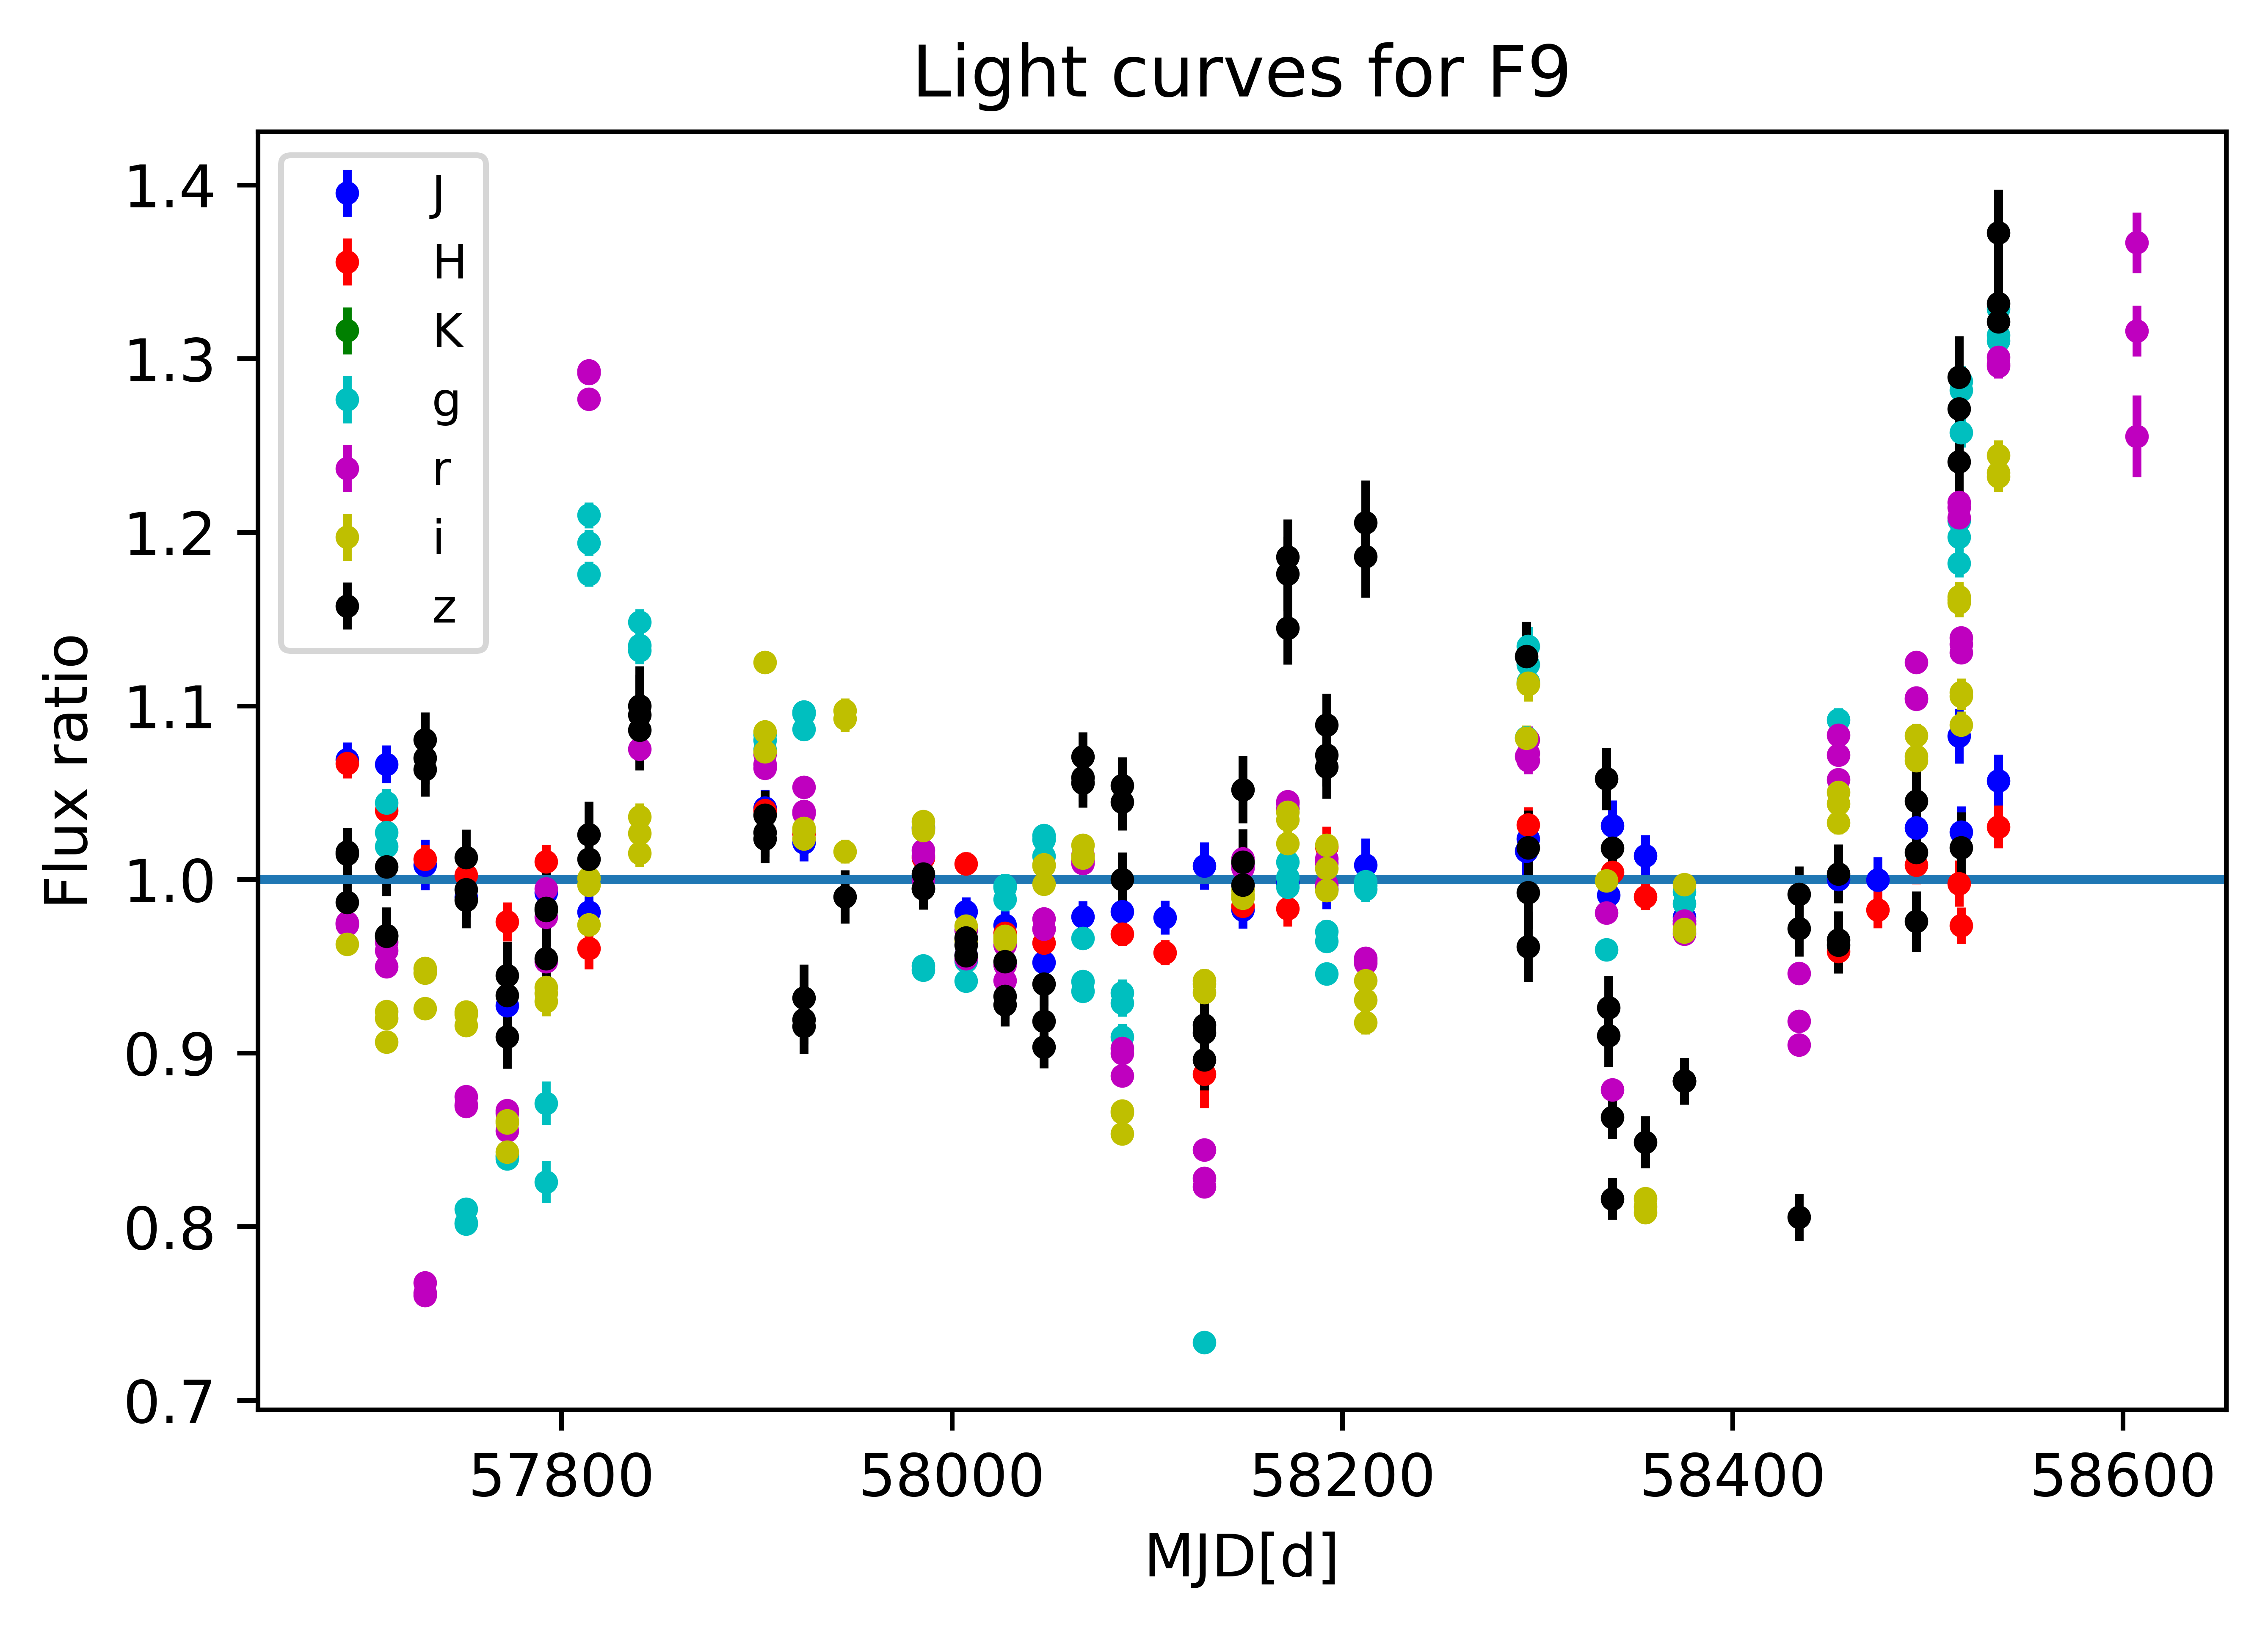 Light curves for F9
Flux ratio
1.4
1.3
1.2
1.1
1.0
0.9
0.8
0.7
J
H
K
g
r
i
z
57800 58000 58200 58400 58600
MJD[d]